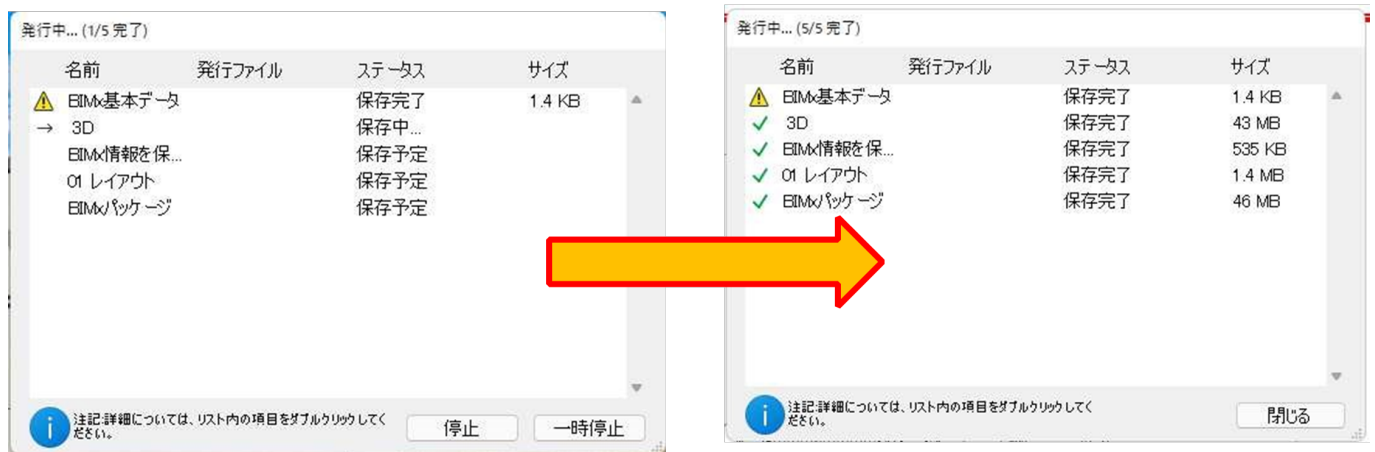 発行中... (1/5 完了)
名前 発行ファイル ステータス サイズ
BIMx基本データ 保存完了 1.4 KB
3D 保存中...
BIMx情報を保... 保存予定
01 レイアウト 保存予定
BIMxパッケージ 保存予定
注記:詳細については、リスト内の項目をダブルクリックしてく
ださい。
停止 一時停止
発行中... (5/5 完了)
名前 発行ファイル ステータス サイズ
BIMx基本データ 保存完了 1.4 KB
3D 保存完了 43 MB
BIMx情報を保... 保存完了 535 KB
01 レイアウト 保存完了 1.4 MB
BIMxパッケージ 保存完了 46 MB
注記:詳細については、リスト内の項目をダブルクリックしてく
ださい。
閉じる